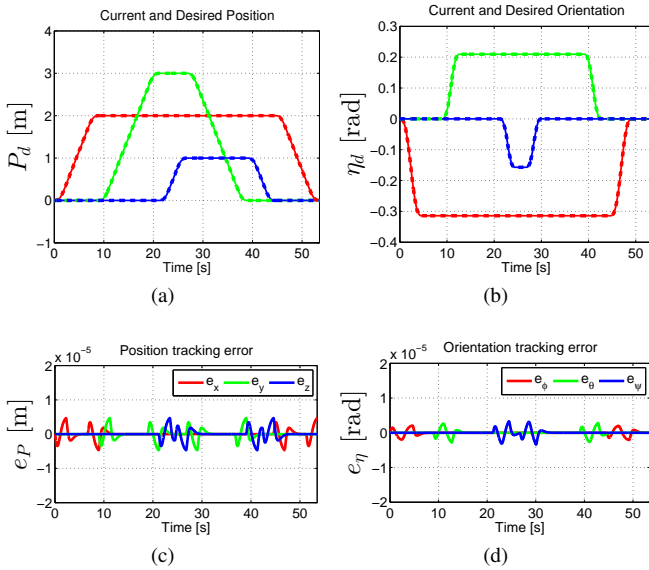 Current and Desired Position
4
3
2
1
0
−1
P_d [m]
0 10 20 30 40 50
Time [s]
(a)
Current and Desired Orientation
0.3
0.2
0.1
0
−0.1
−0.2
−0.3
−0.4
η_d [rad]
0 10 20 30 40 50
Time [s]
(b)
Position tracking error
x 10^-5
2
1
0
−1
−2
e_P [m]
e_x e_y e_z
0 10 20 30 40 50
Time [s]
(c)
Orientation tracking error
x 10^-5
2
1
0
−1
−2
e_η [rad]
e_ϕ e_θ e_ψ
0 10 20 30 40 50
Time [s]
(d)